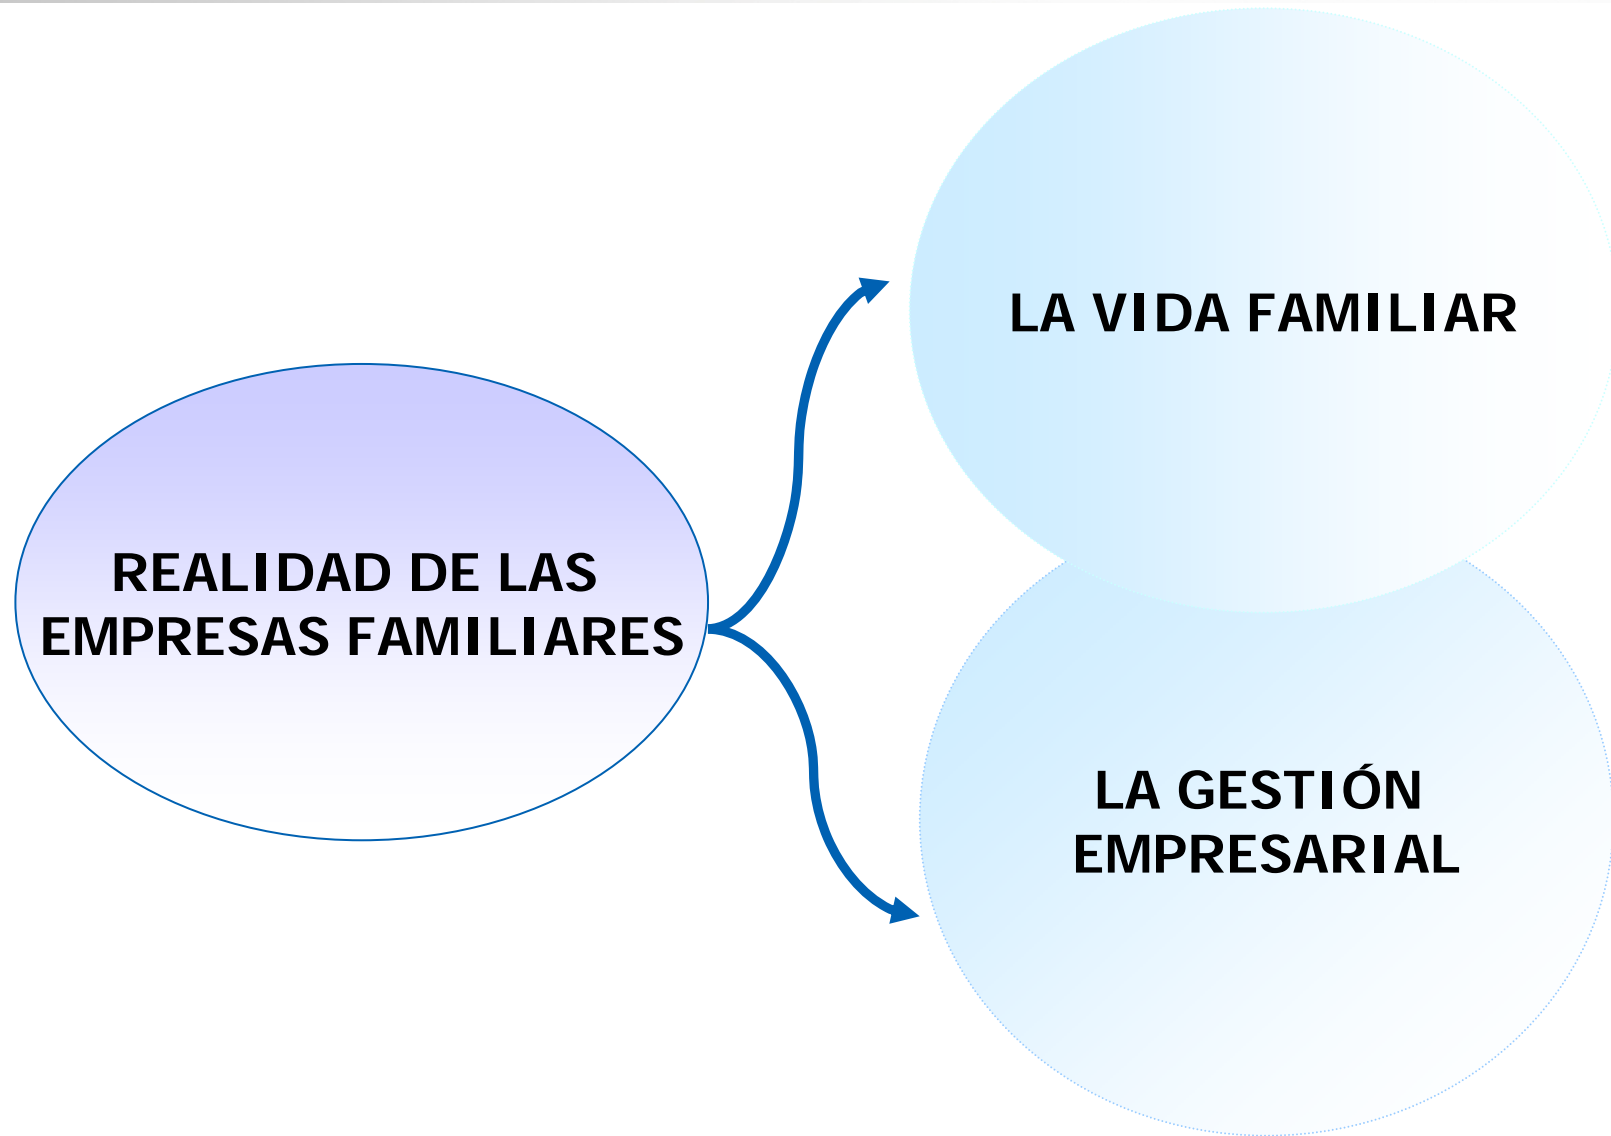 LA VIDA FAMILIAR
REALIDAD DE LAS
EMPRESAS FAMILIARES
LA GESTIÓN
EMPRESARIAL